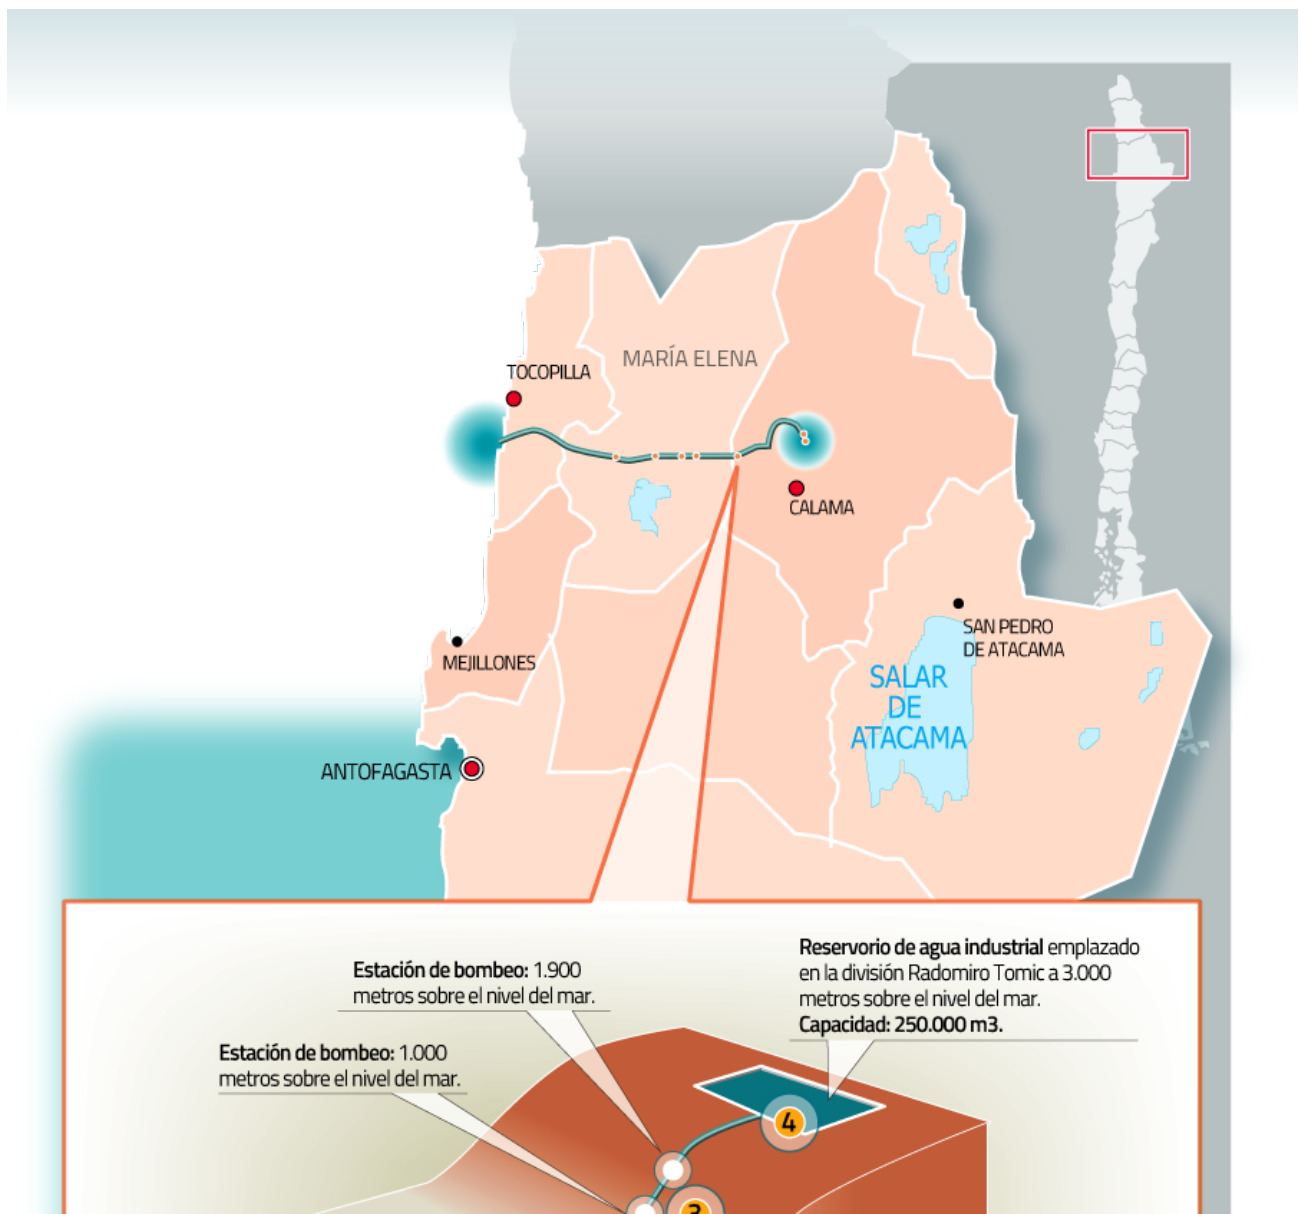 TOCOPILLA
MARÍA ELENA
CALAMA
SAN PEDRO
DE ATACAMA
MEJILLONES
SALAR
DE
ATACAMA
ANTOFAGASTA
Reservorio de agua industrial emplazado
en la división Radomiro Tomic a 3.000
metros sobre el nivel del mar.
Capacidad: 250.000 m3.
Estación de bombeo: 1.900
metros sobre el nivel del mar.
Estación de bombeo: 1.000
metros sobre el nivel del mar.
4
3